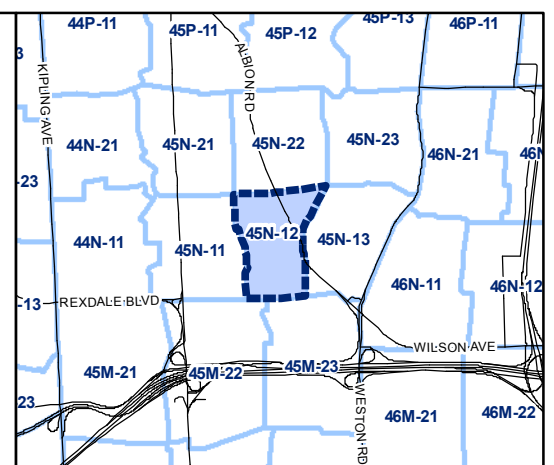 44P-11
45P-11
45P-12
45P-13
46P-11
3
KIPLING AVE
ALBION RD
44N-21
45N-21
45N-22
45N-23
46N-21
46N
-23
44N-11
45N-11
45N-12
45N-13
46N-11
46N-12
-13
REXDALE BLVD
WILSON AVE
45M-21
45M-22
45M-23
23
WESTON RD
46M-21
46M-22